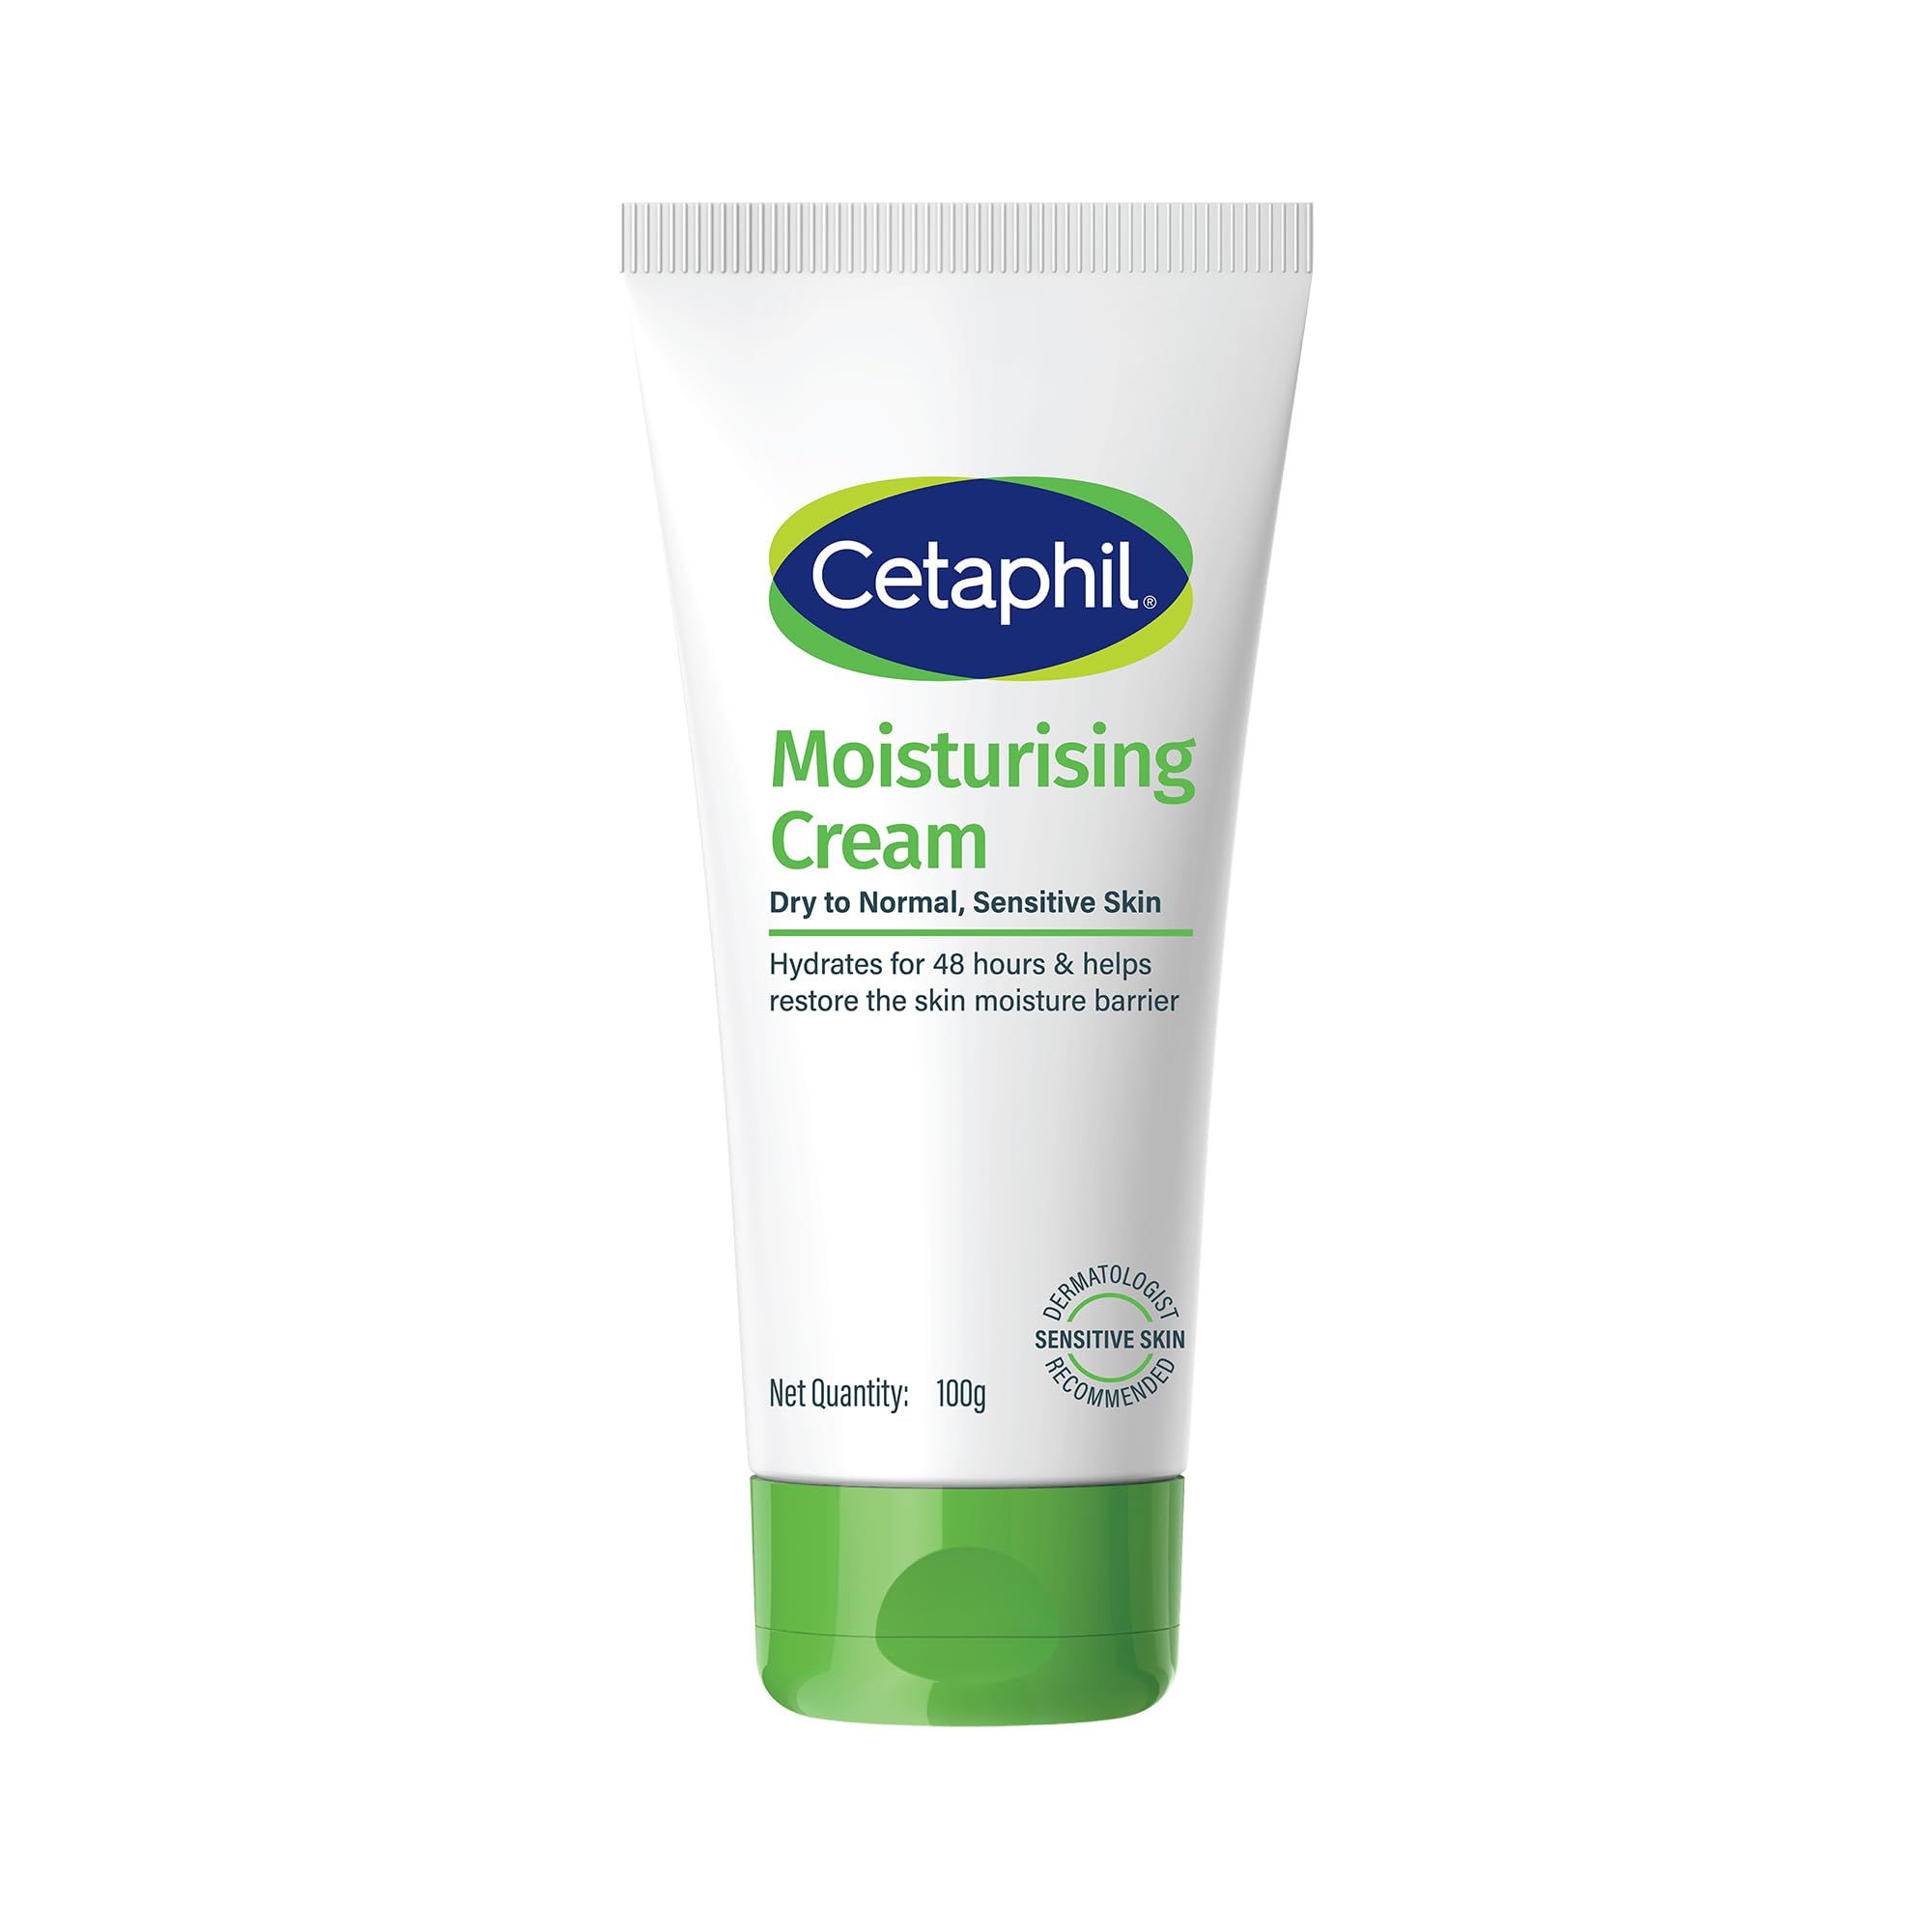 Cetaphil®
Moisturising
Cream
Dry to Normal, Sensitive Skin
Hydrates for 48 hours & helps
restore the skin moisture barrier
DERMATOLOGIST
SENSITIVE SKIN
RECOMMENDED
Net Quantity: 100g